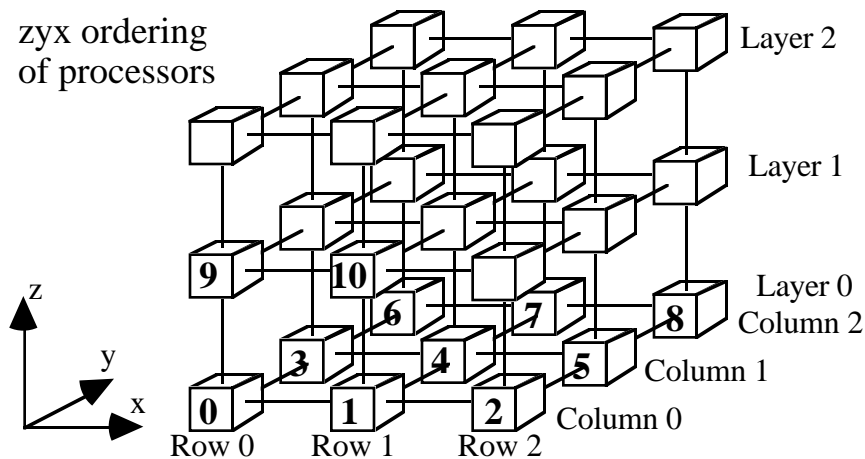 zyx ordering
of processors
Layer 2
Layer 1
9
10
z
6
7
8
Layer 0
Column 2
y
3
4
5
Column 1
x
0
1
2
Column 0
Row 0
Row 1
Row 2